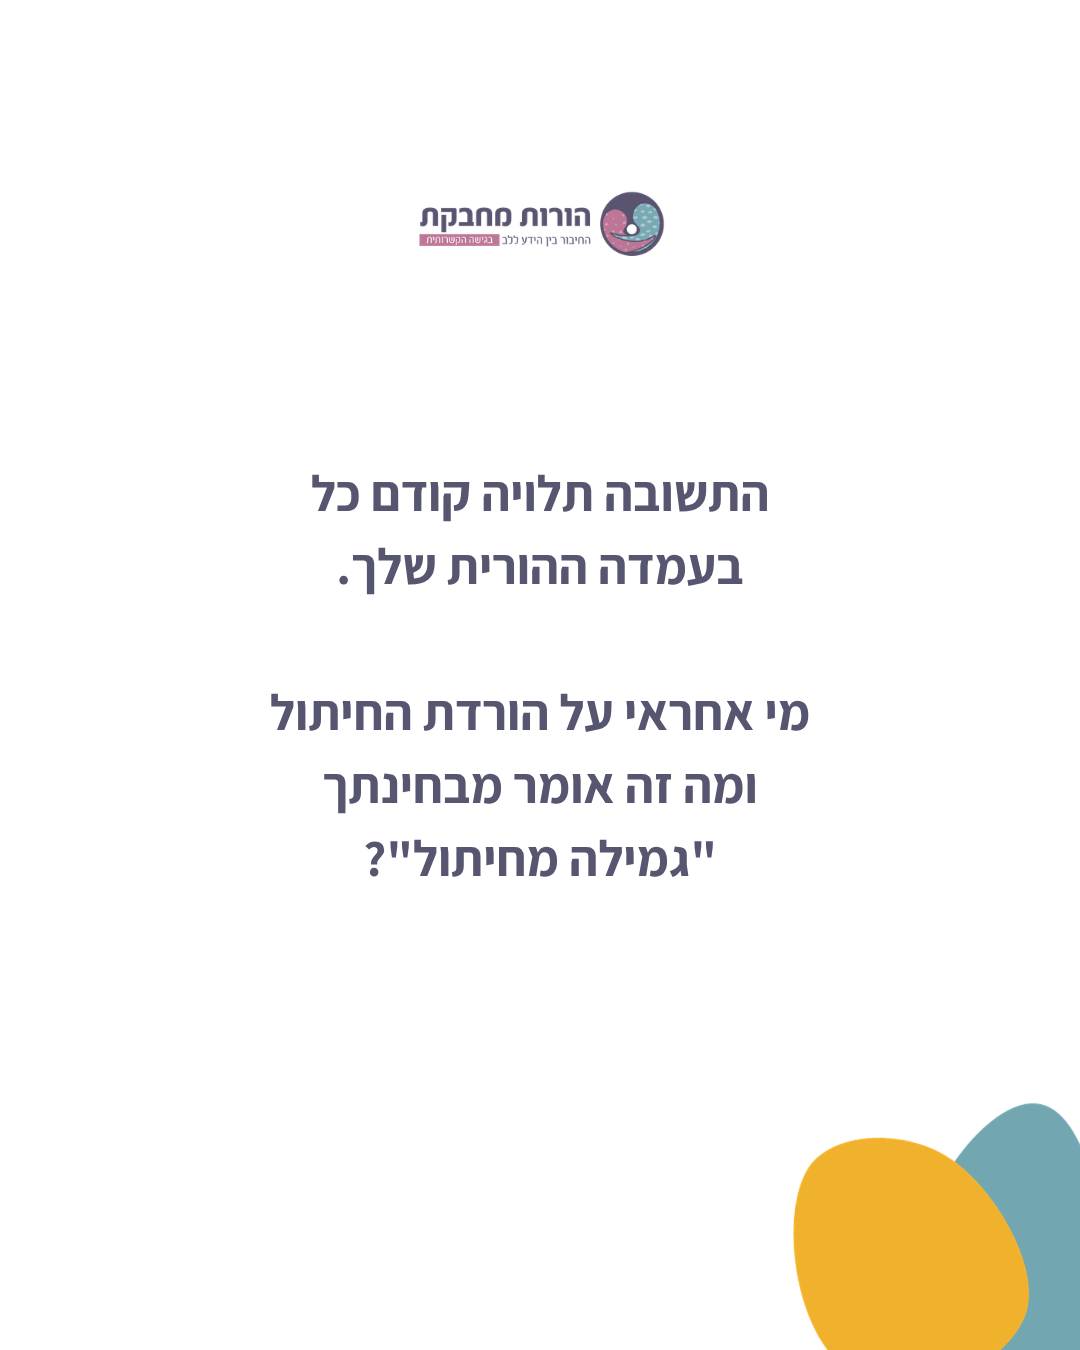 הורות מחבקת
החיבור בין הידע ללב בגישה הקשרותית
התשובה תלויה קודם כל
בעמדה ההורית שלך.
מי אחראי על הורדת החיתול
ומה זה אומר מבחינתך
"גמילה מחיתול"?